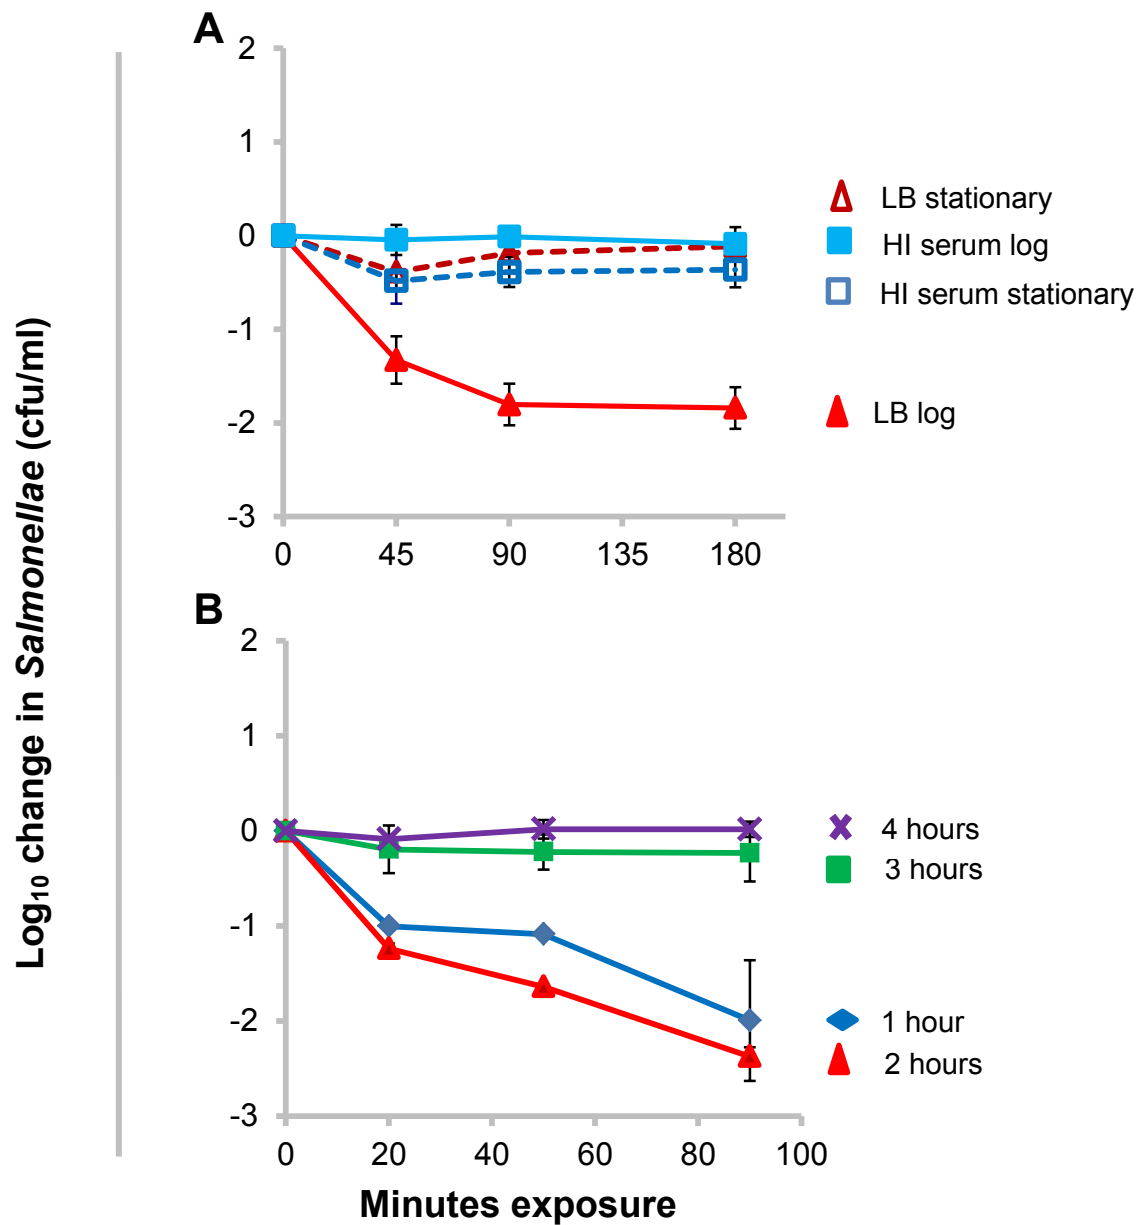 A
2
1
0
-1
-2
-3
0 45 90 135 180
LB stationary
HI serum log
HI serum stationary
LB log
Log₁₀ change in Salmonellae (cfu/ml)
B
2
1
0
-1
-2
-3
0 20 40 60 80 100
4 hours
3 hours
1 hour
2 hours
Minutes exposure